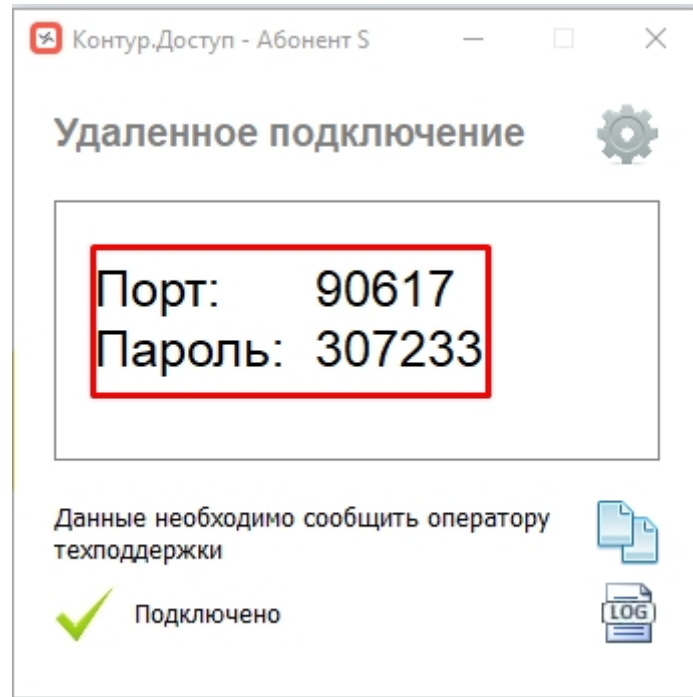 Контур.Доступ - Абонент S
Удаленное подключение
Порт: 90617
Пароль: 307233
Данные необходимо сообщить оператору
техподдержки
Подключено
LOG